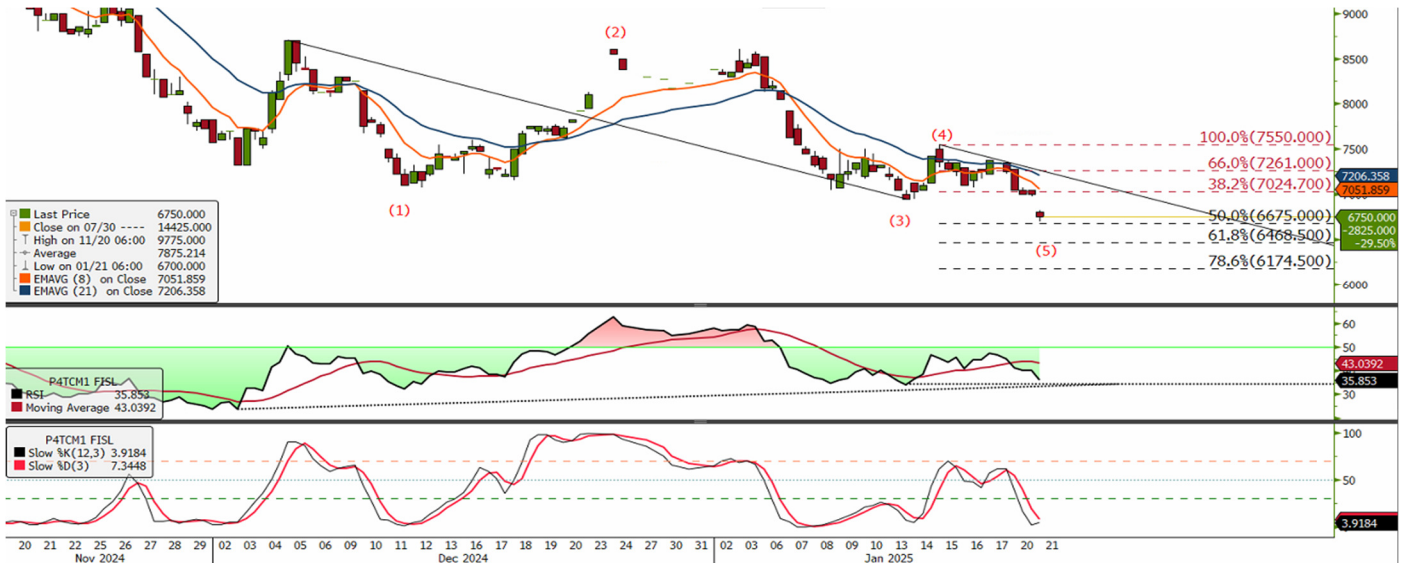 9000
(2)
8500
8000
(4)
100.0%(7550.000)
7500
66.0%(7261.000)
7206.358
38.2%(7024.700)
7051.859
(1)
(3)
50.0%(6675.000)
6750.000
-2825.000
-29.50%
61.8%(6468.500)
(5)
78.6%(6174.500)
6000
Last Price 6750.000
Close on 07/30 ---- 14425.000
High on 11/20 06:00 9775.000
Average 7875.214
Low on 01/21 06:00 6700.000
EMAVG (8) on Close 7051.859
EMAVG (21) on Close 7206.358
60
50
43.0392
35.853
30
P4TCM1 FISL
RSI 35.853
Moving Average 43.0392
P4TCM1 FISL
Slow %K(12,3) 3.9184
Slow %D(3) 7.3448
100
50
3.9184
20 21 22 25 26 27 28 29 02 03 04 05 06 09 10 11 12 13 16 17 18 19 20 23 24 27 30 31 02 03 06 07 08 09 10 13 14 15 16 17 20 21
Nov 2024 Dec 2024 Jan 2025